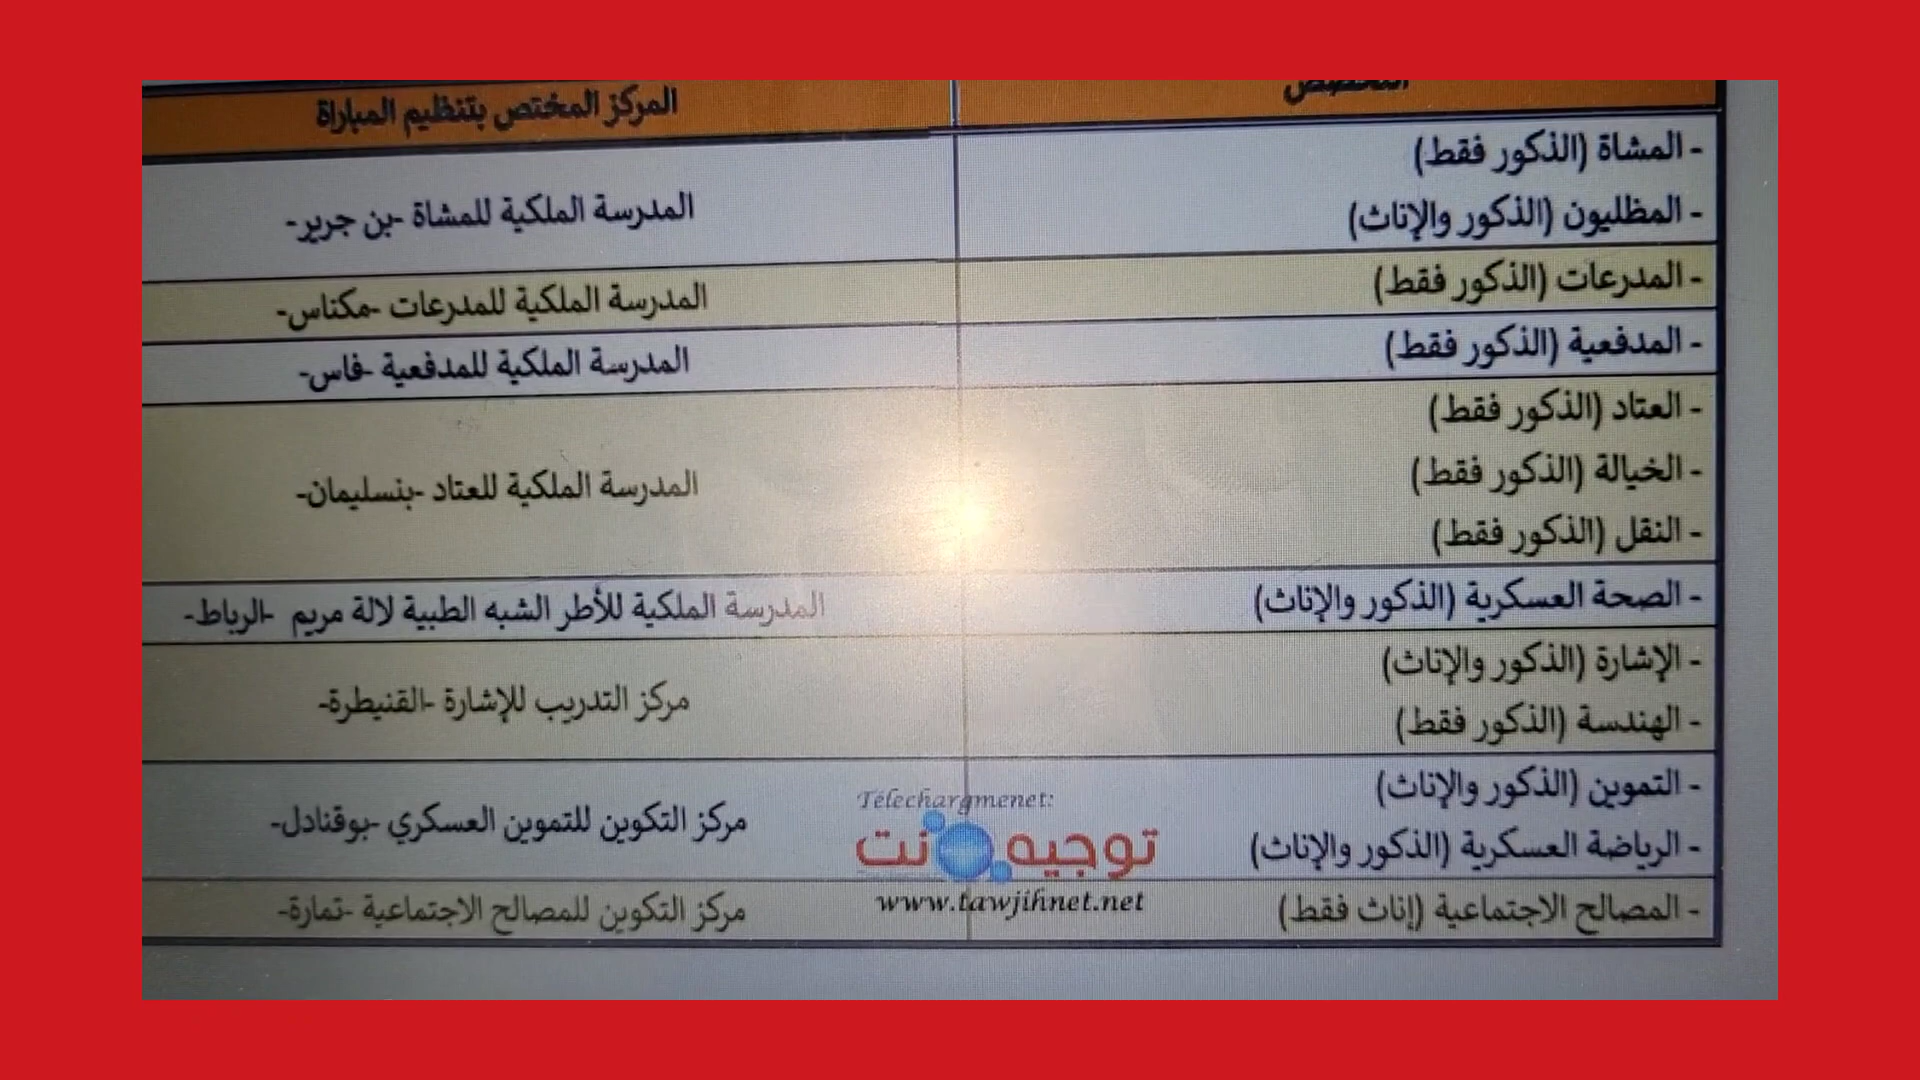 التخصص
المركز المختص بتنظيم المباراة
- المشاة (الذكور فقط)
- المظليون (الذكور والإناث)
المدرسة الملكية للمشاة -بن جرير-
- المدرعات (الذكور فقط)
المدرسة الملكية للمدرعات -مكناس-
- المدفعية (الذكور فقط)
المدرسة الملكية للمدفعية -فاس-
- العتاد (الذكور فقط)
- الخيالة (الذكور فقط)
- النقل (الذكور فقط)
المدرسة الملكية للعتاد -بنسليمان-
- الصحة العسكرية (الذكور والإناث)
المدرسة الملكية للأطر الشبه الطبية لالة مريم -الرباط-
- الإشارة (الذكور والإناث)
- الهندسة (الذكور فقط)
مركز التدريب للإشارة -القنيطرة-
- التموين (الذكور والإناث)
- الرياضة العسكرية (الذكور والإناث)
مركز التكوين للتموين العسكري -بوقنادل-
- المصالح الاجتماعية (إناث فقط)
مركز التكوين للمصالح الاجتماعية -تمارة-
Télechargmenet:
توجيه نت
www.tawjihnet.net